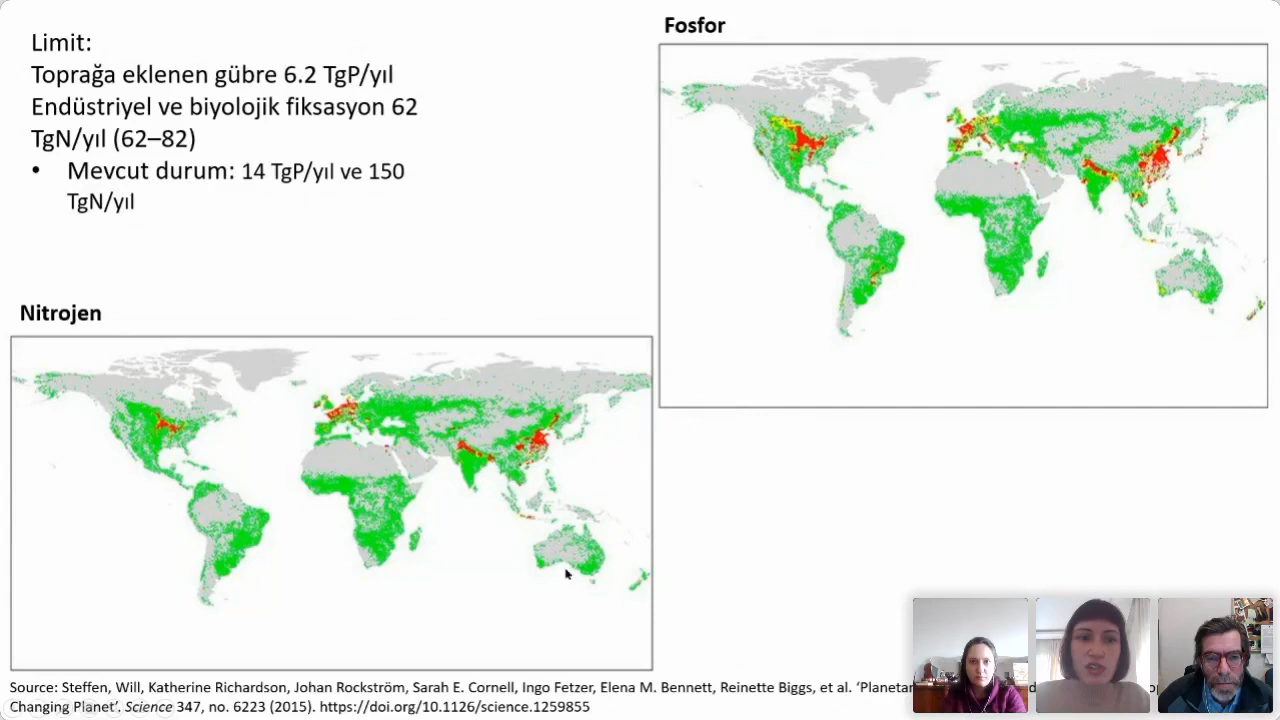 Limit:
Toprağa eklenen gübre 6.2 TgP/yıl
Endüstriyel ve biyolojik fiksasyon 62
TgN/yıl (62–82)
• Mevcut durum: 14 TgP/yıl ve 150
TgN/yıl
Fosfor
Nitrojen
Source: Steffen, Will, Katherine Richardson, Johan Rockström, Sarah E. Cornell, Ingo Fetzer, Elena M. Bennett, Reinette Biggs, et al. ‘Planetar
Changing Planet’. Science 347, no. 6223 (2015). https://doi.org/10.1126/science.1259855